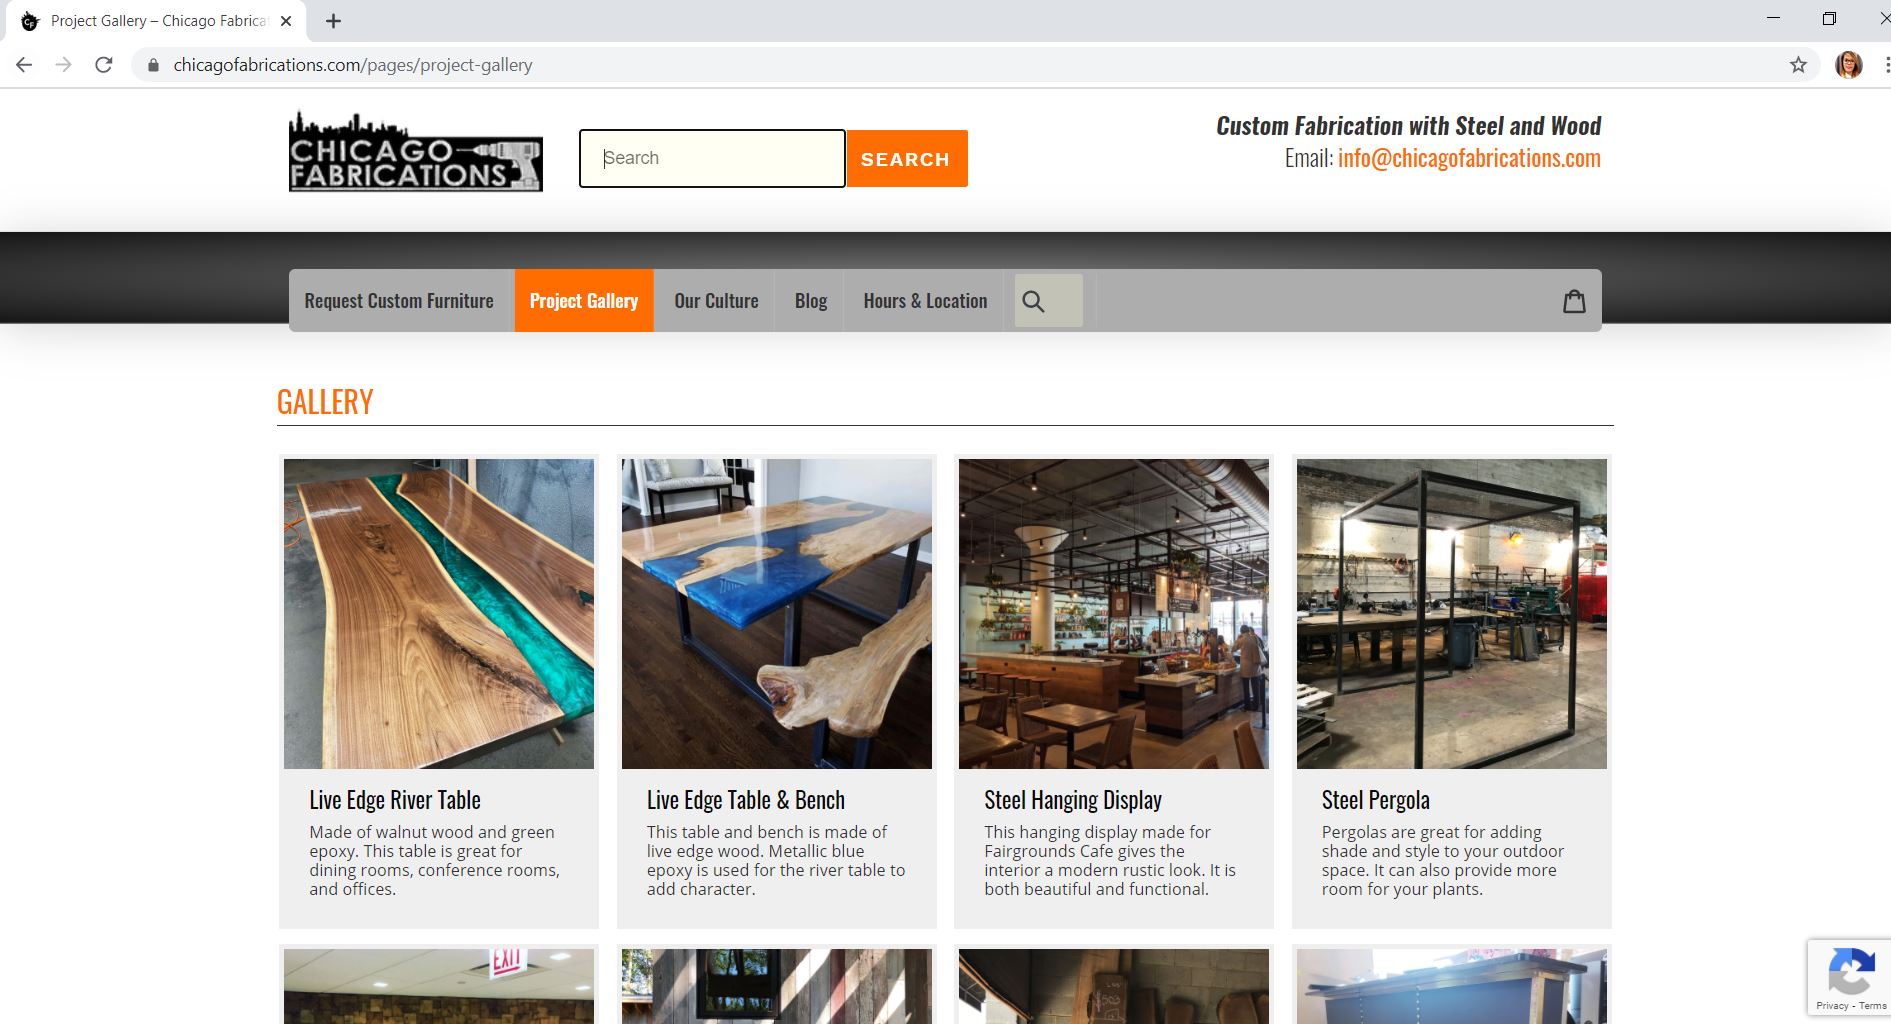 Project Gallery – Chicago Fabricat
chicagofabrications.com/pages/project-gallery
CHICAGO
FABRICATIONS
Search
SEARCH
Custom Fabrication with Steel and Wood
Email: info@chicagofabrications.com
Request Custom Furniture
Project Gallery
Our Culture
Blog
Hours & Location
GALLERY
Live Edge River Table
Made of walnut wood and green
epoxy. This table is great for
dining rooms, conference rooms,
and offices.
Live Edge Table & Bench
This table and bench is made of
live edge wood. Metallic blue
epoxy is used for the river table to
add character.
Steel Hanging Display
This hanging display made for
Fairgrounds Cafe gives the
interior a modern rustic look. It is
both beautiful and functional.
Steel Pergola
Pergolas are great for adding
shade and style to your outdoor
space. It can also provide more
room for your plants.
EXIT
Privacy - Terms